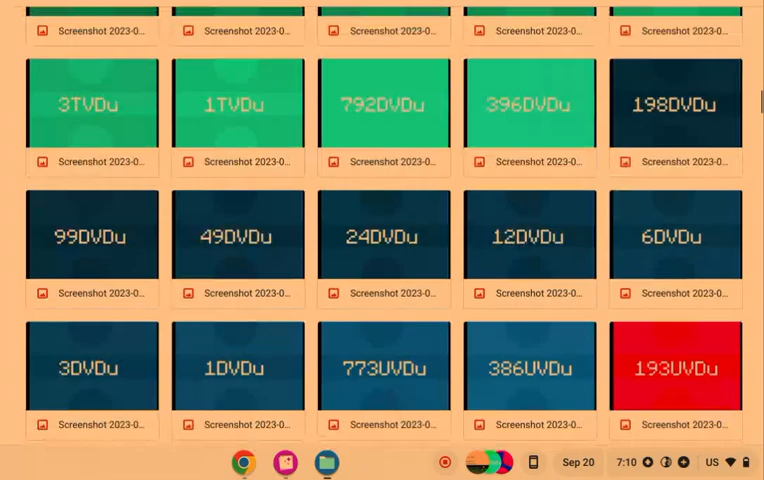 Screenshot 2023-0... Screenshot 2023-0... Screenshot 2023-0... Screenshot 2023-0... Screenshot 2023-0...
3TVDu 1TVDu 792DVDu 396DVDu 198DVDu
Screenshot 2023-0... Screenshot 2023-0... Screenshot 2023-0... Screenshot 2023-0... Screenshot 2023-0...
99DVDu 49DVDu 24DVDu 12DVDu 6DVDu
Screenshot 2023-0... Screenshot 2023-0... Screenshot 2023-0... Screenshot 2023-0... Screenshot 2023-0...
3DVDu 1DVDu 773UVDu 386UVDu 193UVDu
Screenshot 2023-0... Screenshot 2023-0... Screenshot 2023-0... Screenshot 2023-0... Screenshot 2023-0...
Sep 20 7:10 US